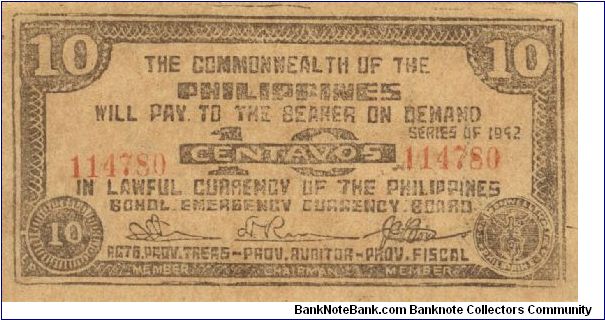 10 10
THE COMMONWEALTH OF THE
PHILIPPINES
WILL PAY TO THE BEARER ON DEMAND
SERIES OF 1942
10
CENTAVOS
114780 114780
IN LAWFUL CURRENCY OF THE PHILIPPINES
BOHOL EMERGENCY CURRENCY BOARD
10
ACTG.PROV.TREAS-PROV.AUDITOR-PROV.FISCAL
MEMBER CHAIRMAN MEMBER
BankNoteBank.com Banknote Collectors Community